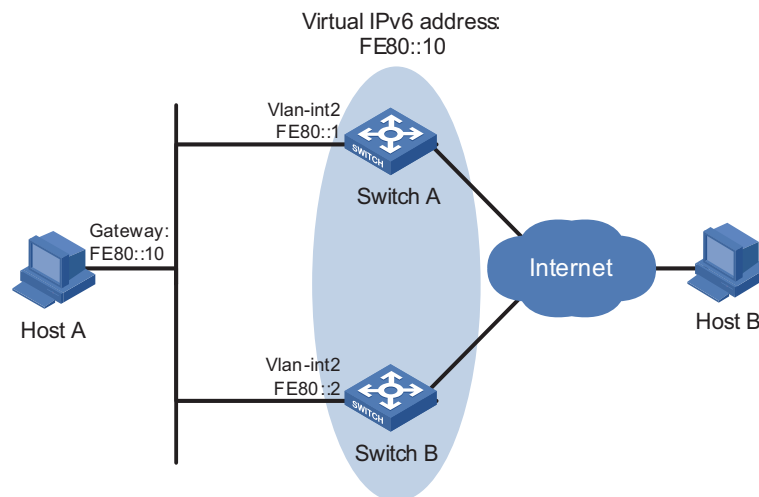 Virtual IPv6 address:
FE80::10
Vlan-int2
FE80::1
SWITCH
Switch A
Gateway:
FE80::10
Host A
Internet
Host B
Vlan-int2
FE80::2
SWITCH
Switch B